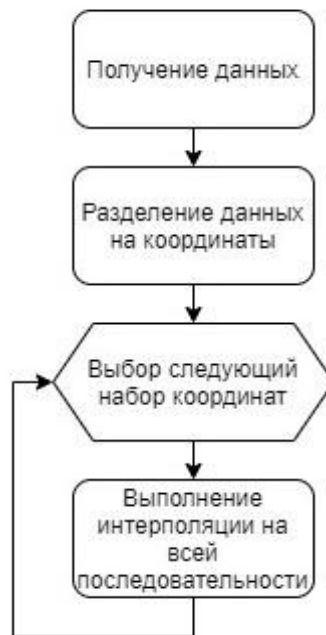 Получение данных
Разделение данных
на координаты
Выбор следующий
набор координат
Выполнение
интерполяции на
всей
последовательности